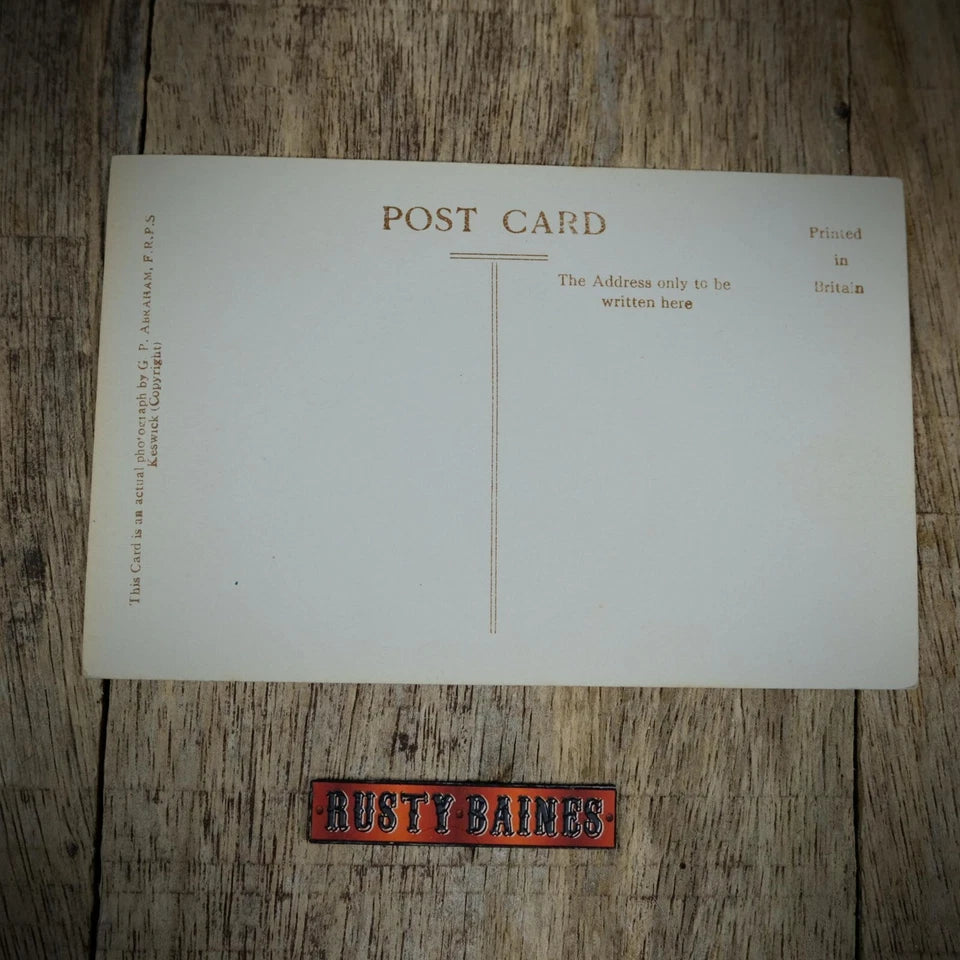 POST CARD
Printed
in
Britain
The Address only to be
written here
This Card is an actual photograph by G. P. ABRAHAM, F.R.P.S
Keswick (Copyright)
RUSTY·BAINES